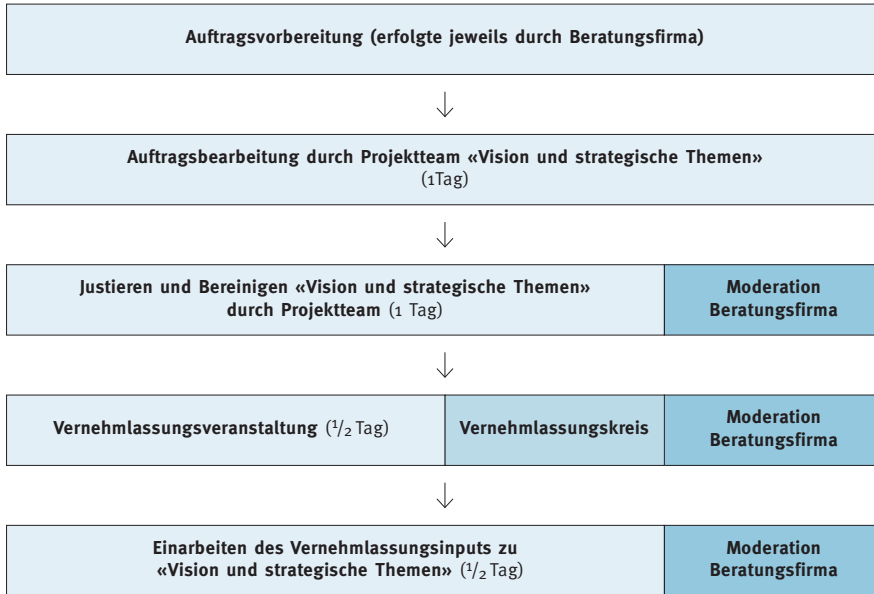 Auftragsvorbereitung (erfolgte jeweils durch Beratungsfirma)
Auftragsbearbeitung durch Projektteam «Vision und strategische Themen»
(1Tag)
Justieren und Bereinigen «Vision und strategische Themen»
durch Projektteam (1 Tag)
Moderation
Beratungsfirma
Vernehmlassungsveranstaltung (1/2 Tag)
Vernehmlassungskreis
Moderation
Beratungsfirma
Einarbeiten des Vernehmlassungsinputs zu
«Vision und strategische Themen» (1/2 Tag)
Moderation
Beratungsfirma